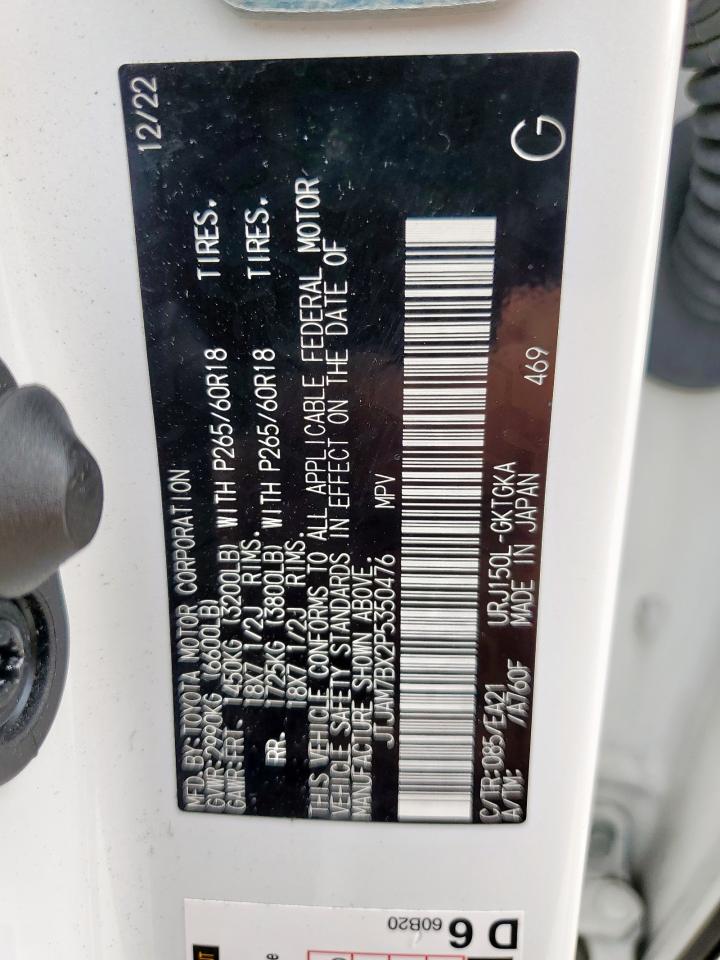 MFD. BY: TOYOTA MOTOR CORPORATION 12/22
GVWR: 2990KG (6600LB)
GAWR: FRT. 1450KG (3200LB) WITH P265/60R18 TIRES.
18X7 1/2J RIMS.
RR. 1725KG (3800LB) WITH P265/60R18 TIRES.
18X7 1/2J RIMS.
THIS VEHICLE CONFORMS TO ALL APPLICABLE FEDERAL MOTOR
VEHICLE SAFETY STANDARDS IN EFFECT ON THE DATE OF
MANUFACTURE SHOWN ABOVE.
JTJAM7BX2P5350476 MPV
C/TR: 085/EA21 URJ150L-GKTGKA 469 G
A/TM: /A760F MADE IN JAPAN
D 6
60B20